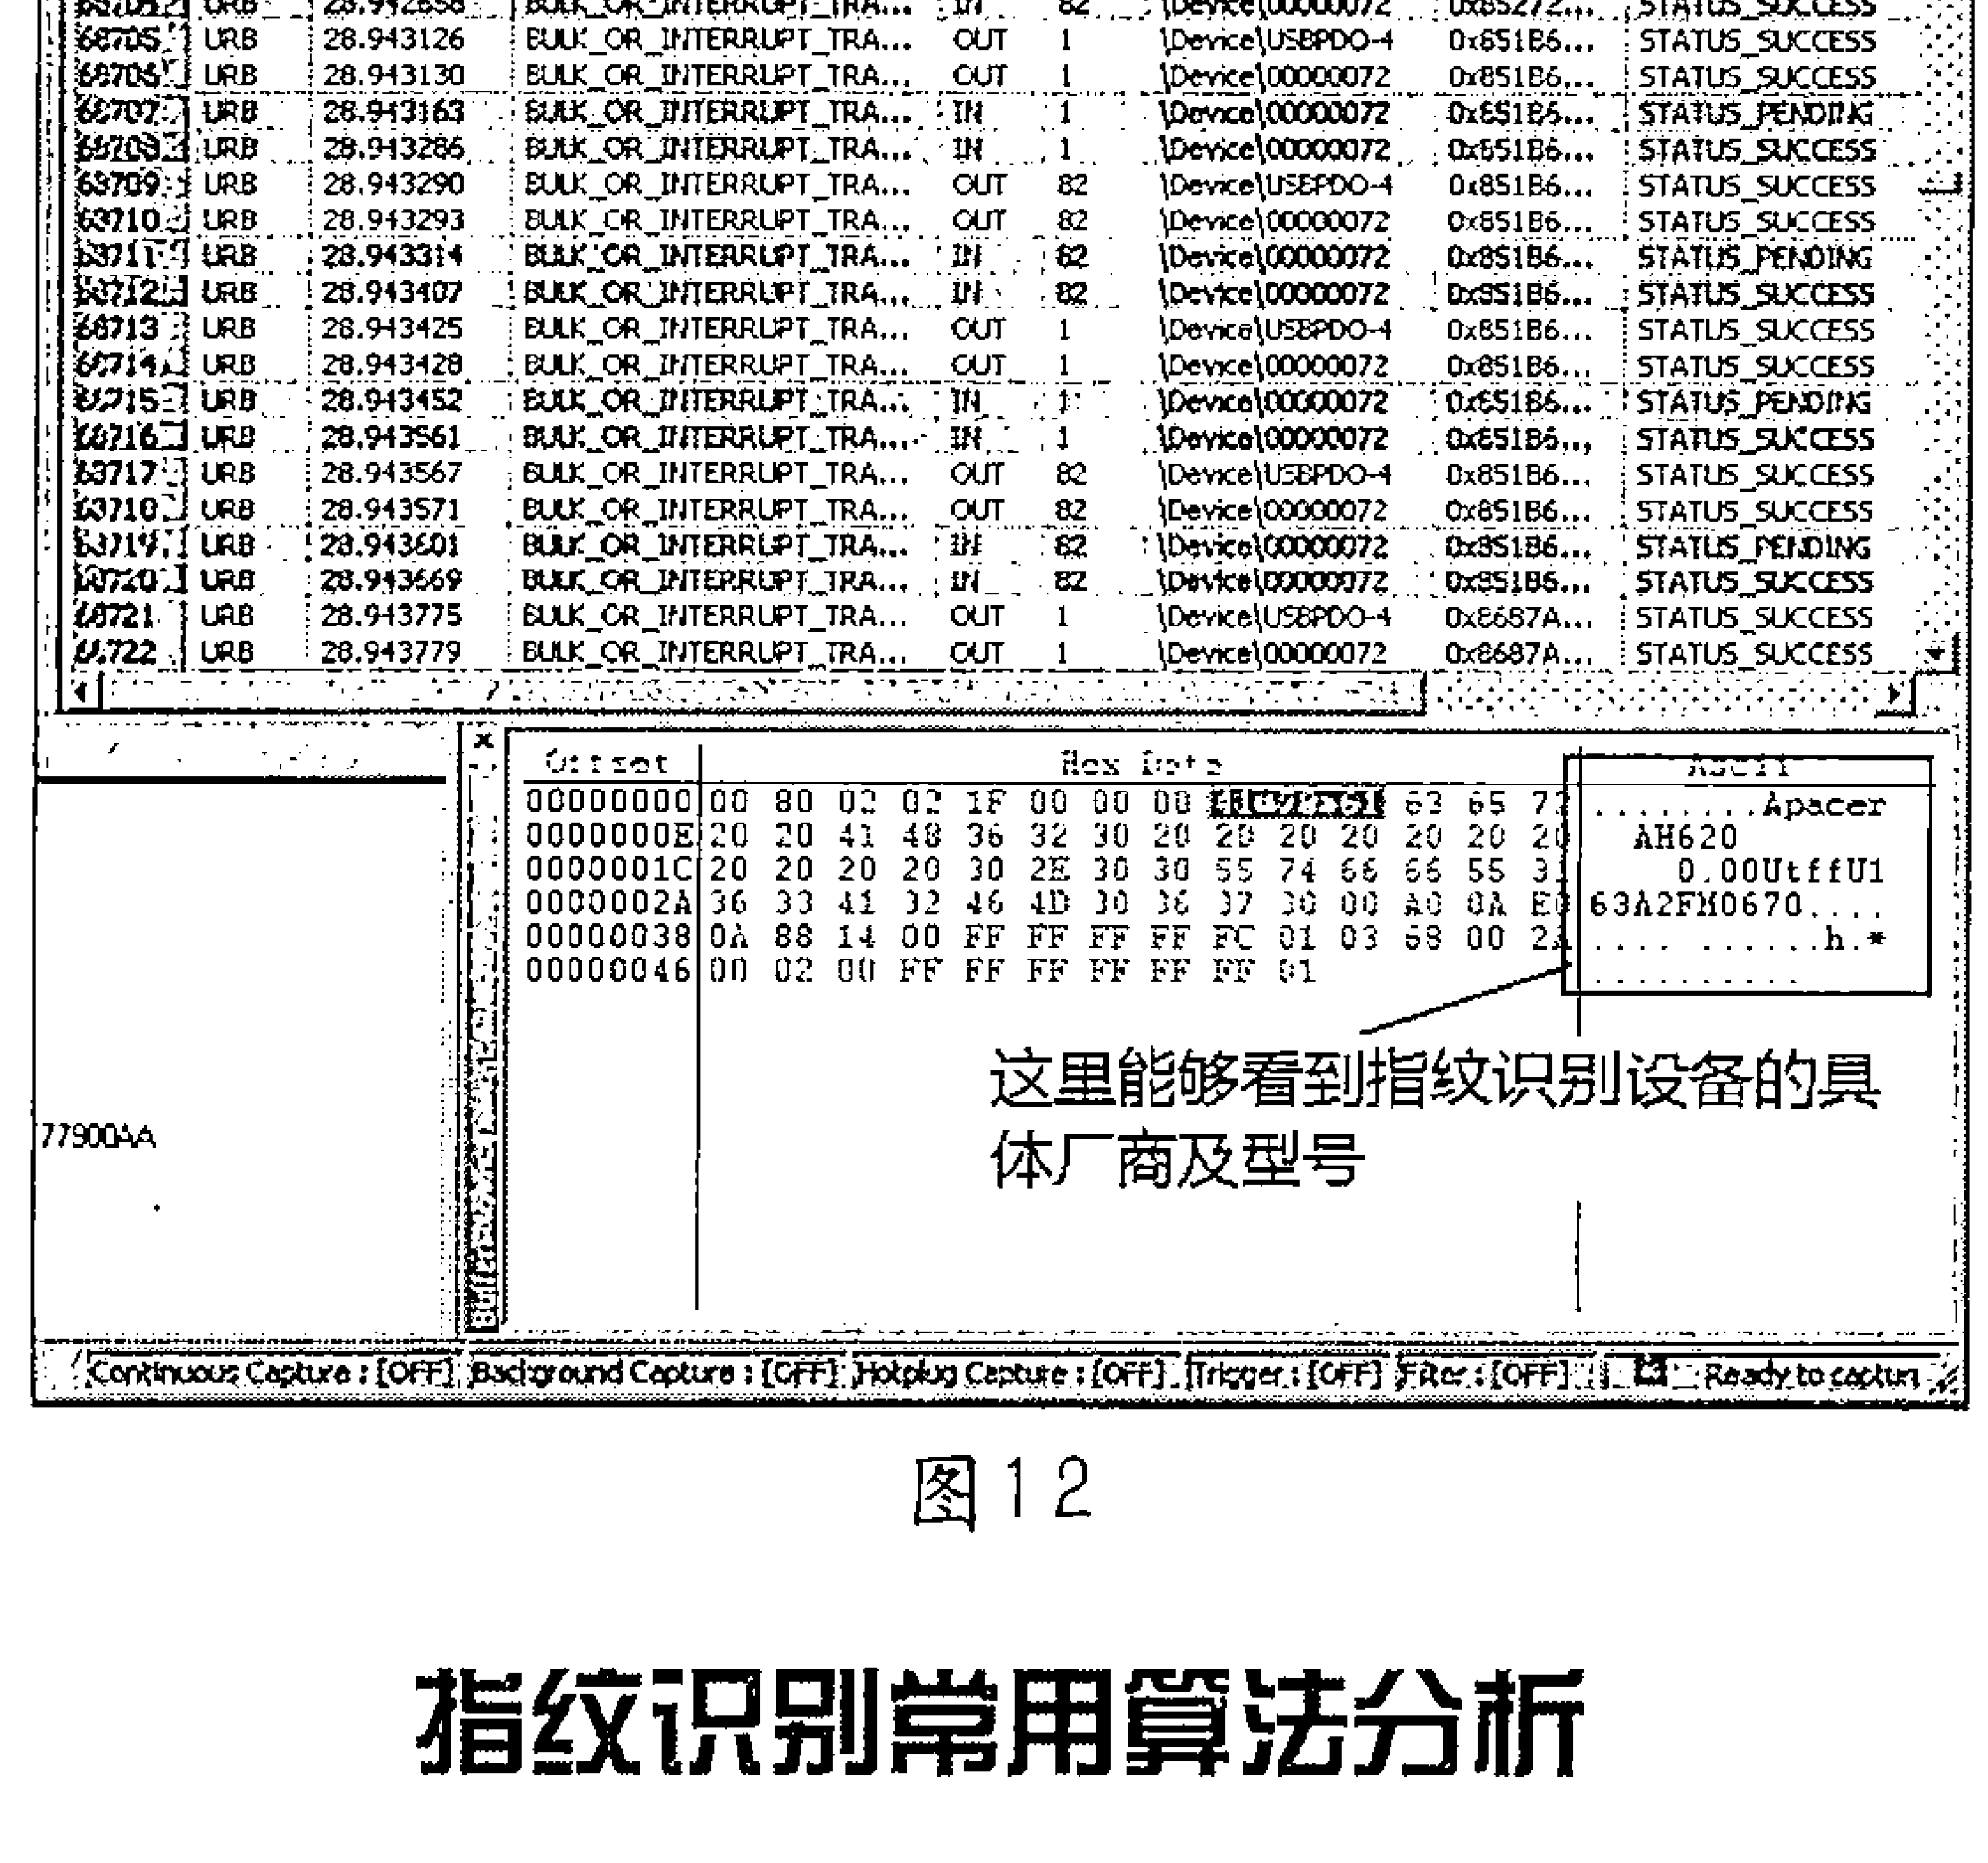 URB 28.942858 BULK_OR_INTERRUPT_TRA... IN 82 \Device\00000072 0x85272... STATUS_SUCCESS
68705 URB 28.943126 BULK_OR_INTERRUPT_TRA... OUT 1 \Device\USBPDO-4 0x851B6... STATUS_SUCCESS
68706 URB 28.943130 BULK_OR_INTERRUPT_TRA... OUT 1 \Device\00000072 0x851B6... STATUS_SUCCESS
68707 URB 28.943163 BULK_OR_INTERRUPT_TRA... IN 1 \Device\00000072 0x851B6... STATUS_PENDING
68708 URB 28.943286 BULK_OR_INTERRUPT_TRA... IN 1 \Device\00000072 0x851B6... STATUS_SUCCESS
68709 URB 28.943290 BULK_OR_INTERRUPT_TRA... OUT 82 \Device\USBPDO-4 0x851B6... STATUS_SUCCESS
68710 URB 28.943293 BULK_OR_INTERRUPT_TRA... OUT 82 \Device\00000072 0x851B6... STATUS_SUCCESS
68711 URB 28.943314 BULK_OR_INTERRUPT_TRA... IN 82 \Device\00000072 0x851B6... STATUS_PENDING
68712 URB 28.943407 BULK_OR_INTERRUPT_TRA... IN 82 \Device\00000072 0x851B6... STATUS_SUCCESS
68713 URB 28.943425 BULK_OR_INTERRUPT_TRA... OUT 1 \Device\USBPDO-4 0x851B6... STATUS_SUCCESS
68714 URB 28.943428 BULK_OR_INTERRUPT_TRA... OUT 1 \Device\00000072 0x851B6... STATUS_SUCCESS
68715 URB 28.943452 BULK_OR_INTERRUPT_TRA... IN 1 \Device\00000072 0x851B6... STATUS_PENDING
68716 URB 28.943561 BULK_OR_INTERRUPT_TRA... IN 1 \Device\00000072 0x851B6... STATUS_SUCCESS
68717 URB 28.943567 BULK_OR_INTERRUPT_TRA... OUT 82 \Device\USBPDO-4 0x851B6... STATUS_SUCCESS
68718 URB 28.943571 BULK_OR_INTERRUPT_TRA... OUT 82 \Device\00000072 0x851B6... STATUS_SUCCESS
68719 URB 28.943601 BULK_OR_INTERRUPT_TRA... IN 82 \Device\00000072 0x851B6... STATUS_PENDING
68720 URB 28.943669 BULK_OR_INTERRUPT_TRA... IN 82 \Device\00000072 0x851B6... STATUS_SUCCESS
68721 URB 28.943775 BULK_OR_INTERRUPT_TRA... OUT 1 \Device\USBPDO-4 0x8687A... STATUS_SUCCESS
68722 URB 28.943779 BULK_OR_INTERRUPT_TRA... OUT 1 \Device\00000072 0x8687A... STATUS_SUCCESS
Offset Hex Data Ascii
00000000 00 80 02 02 1F 00 00 00 63 65 72 ........Apacer
0000000E 20 20 41 48 36 32 30 20 20 20 20 20 20 20 AH620
0000001C 20 20 20 20 30 2E 30 30 55 74 66 66 55 31 0.00UtffU1
0000002A 36 33 41 32 46 4D 30 36 37 30 00 A0 0A E0 63A2FM0670....
00000038 0A 88 14 00 FF FF FF FF FC 01 03 68 00 2A .... ......h.*
00000046 00 02 00 FF FF FF FF FF FF 01 ..........
这里能够看到指纹识别设备的具
体厂商及型号
77900AA
Continuous Capture : [OFF] Background Capture : [OFF] Hotplug Capture : [OFF] Trigger : [OFF] Filter : [OFF] Ready to captur
图12
指纹识别常用算法分析